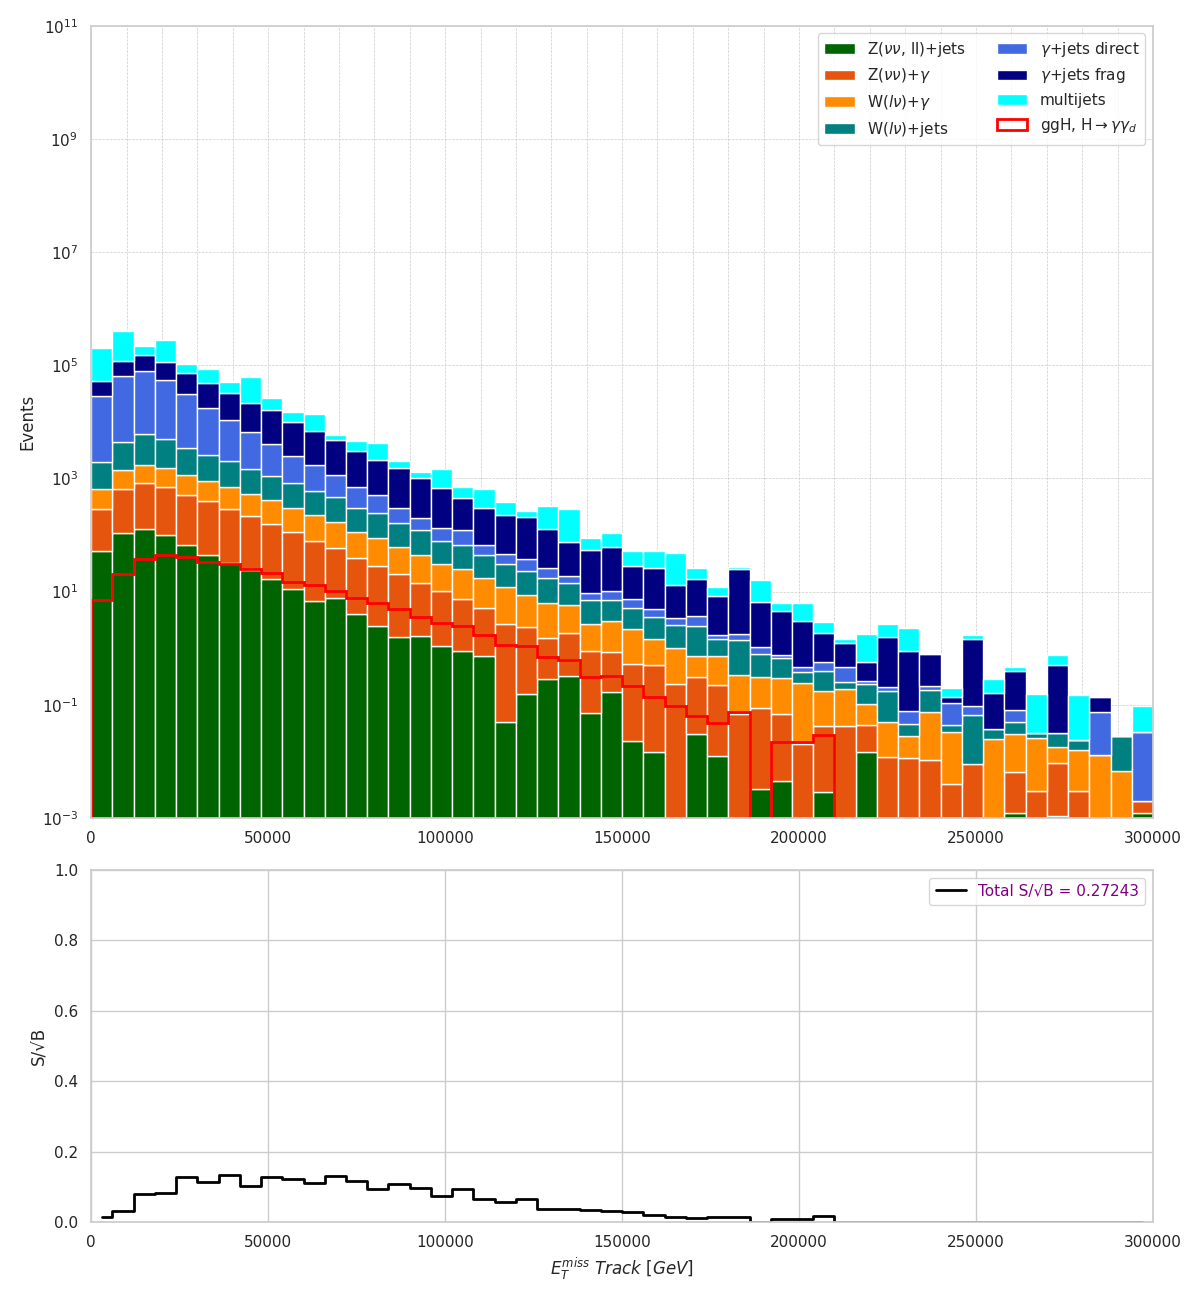 Z(νν, ll)+jets
Z(νν)+γ
W(lν)+γ
W(lν)+jets
γ+jets direct
γ+jets frag
multijets
ggH, H→γγ_d
Events
10^11
10^9
10^7
10^5
10^3
10^1
10^−1
10^−3
0 50000 100000 150000 200000 250000 300000
Total S/√B = 0.27243
S/√B
1.0
0.8
0.6
0.4
0.2
0.0
0 50000 100000 150000 200000 250000 300000
E_T^miss Track [GeV]